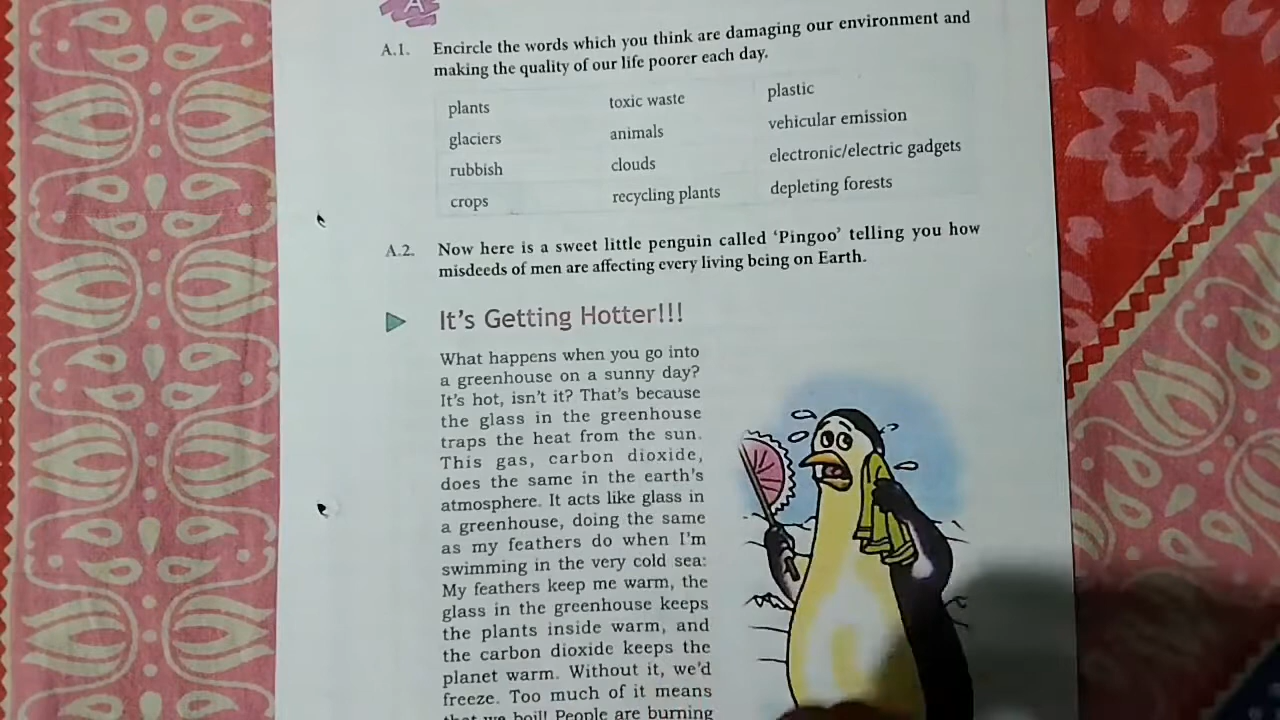 A
A.1. Encircle the words which you think are damaging our environment and
making the quality of our life poorer each day.
plants toxic waste plastic
glaciers animals vehicular emission
rubbish clouds electronic/electric gadgets
crops recycling plants depleting forests
A.2. Now here is a sweet little penguin called ‘Pingoo’ telling you how
misdeeds of men are affecting every living being on Earth.
It's Getting Hotter!!!
What happens when you go into
a greenhouse on a sunny day?
It's hot, isn't it? That's because
the glass in the greenhouse
traps the heat from the sun.
This gas, carbon dioxide,
does the same in the earth's
atmosphere. It acts like glass in
a greenhouse, doing the same
as my feathers do when I'm
swimming in the very cold sea:
My feathers keep me warm, the
glass in the greenhouse keeps
the plants inside warm, and
the carbon dioxide keeps the
planet warm. Without it, we'd
freeze. Too much of it means
that we boil! People are burning